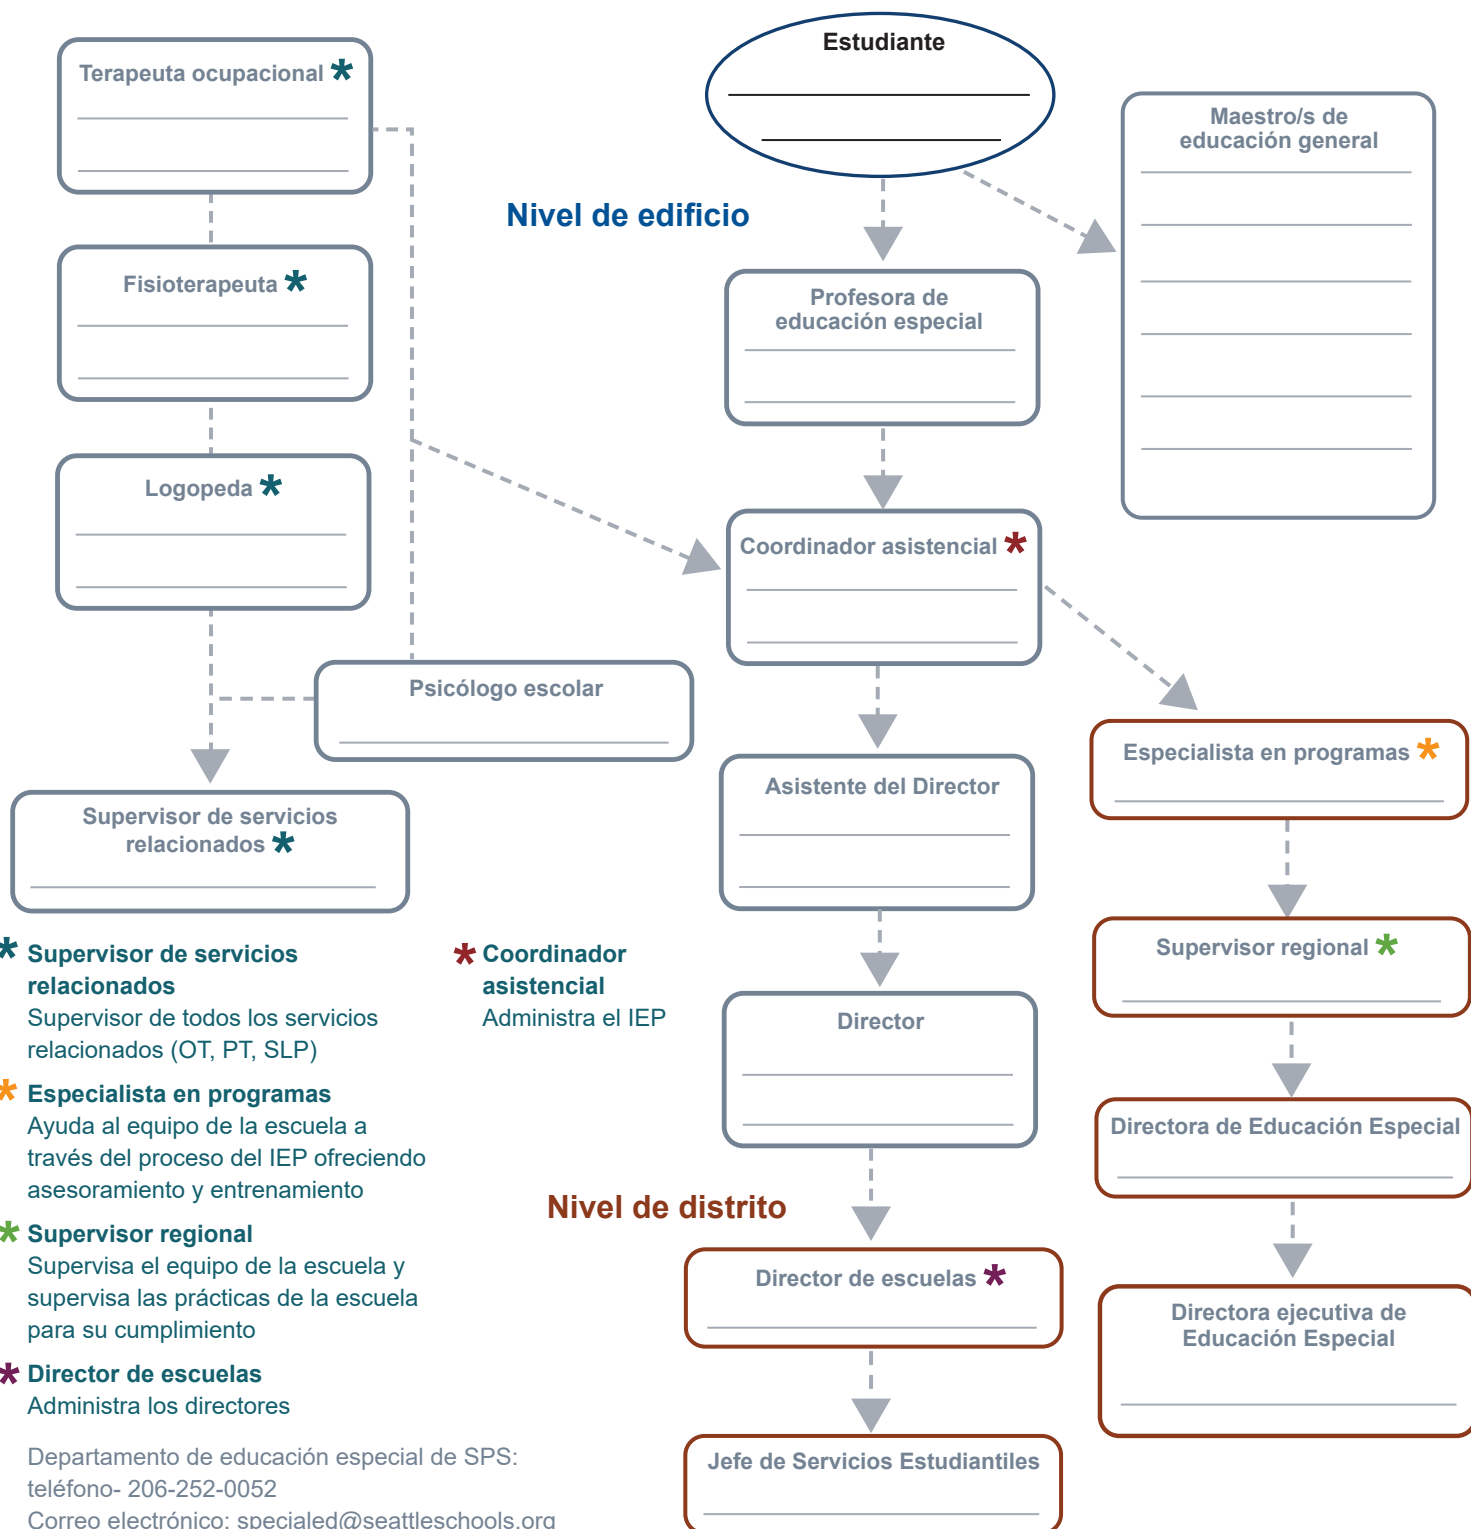 Estudiante
Terapeuta ocupacional *
Maestro/s de
educación general
Nivel de edificio
Fisioterapeuta *
Profesora de
educación especial
Logopeda *
Coordinador asistencial *
Psicólogo escolar
Especialista en programas *
Asistente del Director
Supervisor de servicios
relacionados *
Supervisor regional *
Director
Directora de Educación Especial
Nivel de distrito
Director de escuelas *
Directora ejecutiva de
Educación Especial
Jefe de Servicios Estudiantiles
* Supervisor de servicios
relacionados
Supervisor de todos los servicios
relacionados (OT, PT, SLP)
* Coordinador
asistencial
Administra el IEP
* Especialista en programas
Ayuda al equipo de la escuela a
través del proceso del IEP ofreciendo
asesoramiento y entrenamiento
* Supervisor regional
Supervisa el equipo de la escuela y
supervisa las prácticas de la escuela
para su cumplimiento
* Director de escuelas
Administra los directores
Departamento de educación especial de SPS:
teléfono- 206-252-0052
Correo electrónico: specialed@seattleschools.org